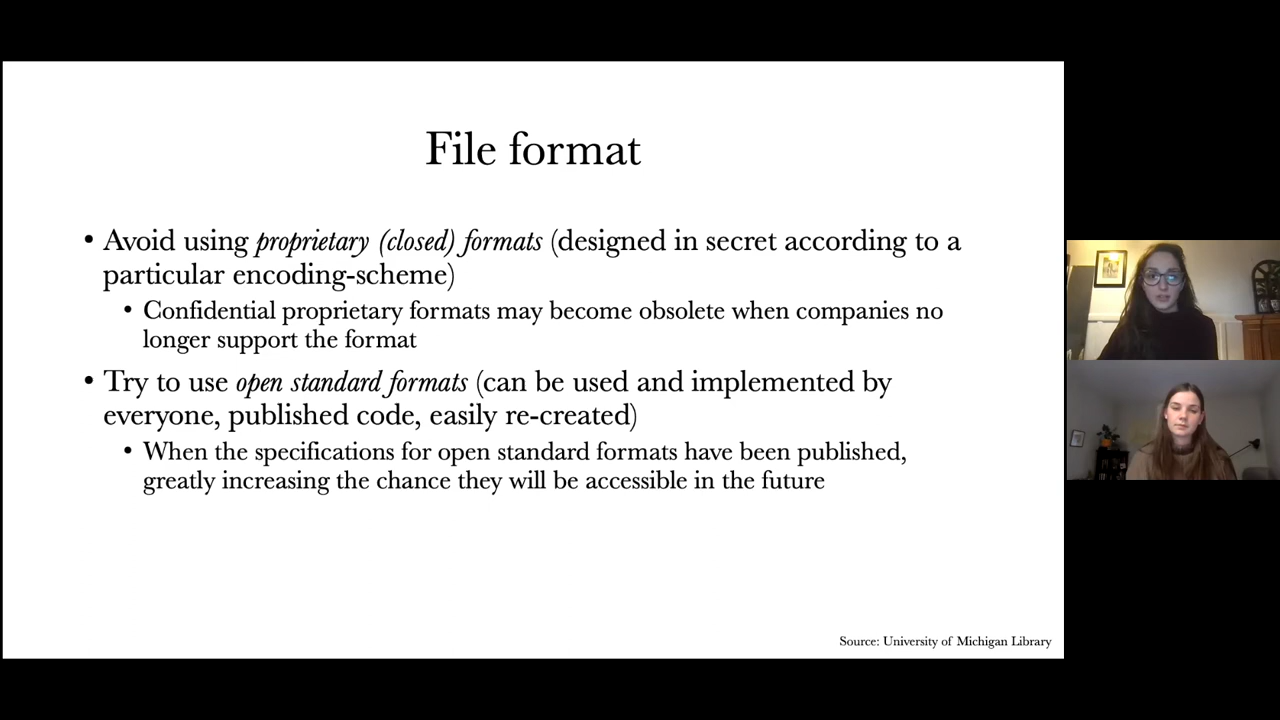 File format
• Avoid using proprietary (closed) formats (designed in secret according to a
particular encoding-scheme)
• Confidential proprietary formats may become obsolete when companies no
longer support the format
• Try to use open standard formats (can be used and implemented by
everyone, published code, easily re-created)
• When the specifications for open standard formats have been published,
greatly increasing the chance they will be accessible in the future
Source: University of Michigan Library